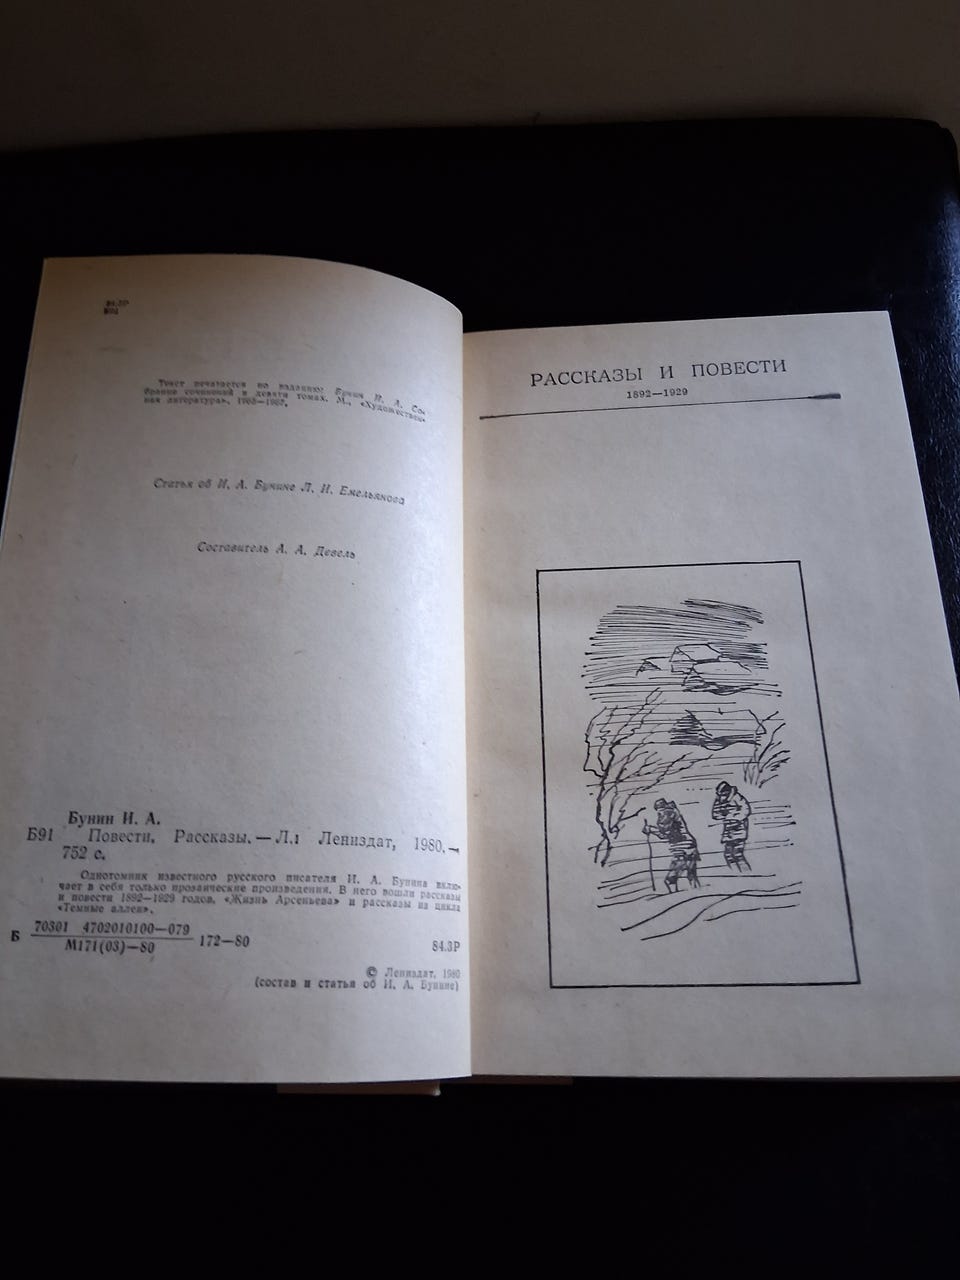 84.3Р
Б91
Текст печатается по изданию: Бунин И. А. Со-
брание сочинений в девяти томах. М., «Художествен-
ная литература», 1965—1967.
Статья об И. А. Бунине Л. И. Емельянова
Составитель А. А. Девель
Бунин И. А.
Б91 Повести. Рассказы.— Л.: Лениздат, 1980.—
752 с.
Однотомник известного русского писателя И. А. Бунина вклю-
чает в себя только прозаические произведения. В него вошли рассказы
и повести 1892—1929 годов, «Жизнь Арсеньева» и рассказы из цикла
«Темные аллеи».
Б 70301 4702010100—079 172—80 84.3Р
М171(03)—80
© Лениздат, 1980
(состав и статья об И. А. Бунине)
РАССКАЗЫ И ПОВЕСТИ
1892—1929